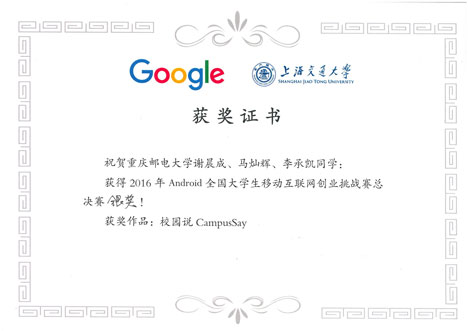 Google 上海交通大学
SHANGHAI JIAO TONG UNIVERSITY
获奖证书
祝贺重庆邮电大学谢晨成、马灿辉、李承凯同学：
获得 2016 年 Android 全国大学生移动互联网创业挑战赛总
决赛 银奖！
获奖作品：校园说 CampusSay